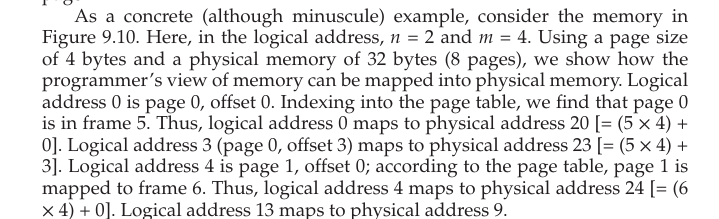 As a concrete (although minuscule) example, consider the memory in
Figure 9.10. Here, in the logical address, n = 2 and m = 4. Using a page size
of 4 bytes and a physical memory of 32 bytes (8 pages), we show how the
programmer's view of memory can be mapped into physical memory. Logical
address 0 is page 0, offset 0. Indexing into the page table, we find that page 0
is in frame 5. Thus, logical address 0 maps to physical address 20 [= (5 × 4) +
0]. Logical address 3 (page 0, offset 3) maps to physical address 23 [= (5 × 4) +
3]. Logical address 4 is page 1, offset 0; according to the page table, page 1 is
mapped to frame 6. Thus, logical address 4 maps to physical address 24 [= (6
× 4) + 0]. Logical address 13 maps to physical address 9.